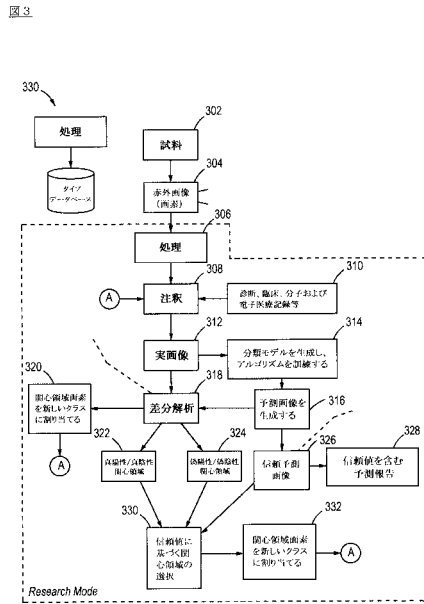 図3
330
処理
タイプ
データベース
302
試料
304
赤外画像
(画素)
306
処理
308
A
注釈
310
診断、臨床、分子および
電子医療記録等
312
実画像
314
分類モデルを生成し、
アルゴリズムを訓練する
316
予測画像を
生成する
318
差分解析
320
関心領域画素
を新しいクラス
に割り当てる
A
322
真陽性/真陰性
関心領域
324
偽陽性/偽陰性
関心領域
326
信頼予測
画像
328
信頼値を含む
予測報告
330
信頼値に
基づく関
心領域の
選択
332
関心領域画素
を新しいクラス
に割り当てる
A
Research Mode